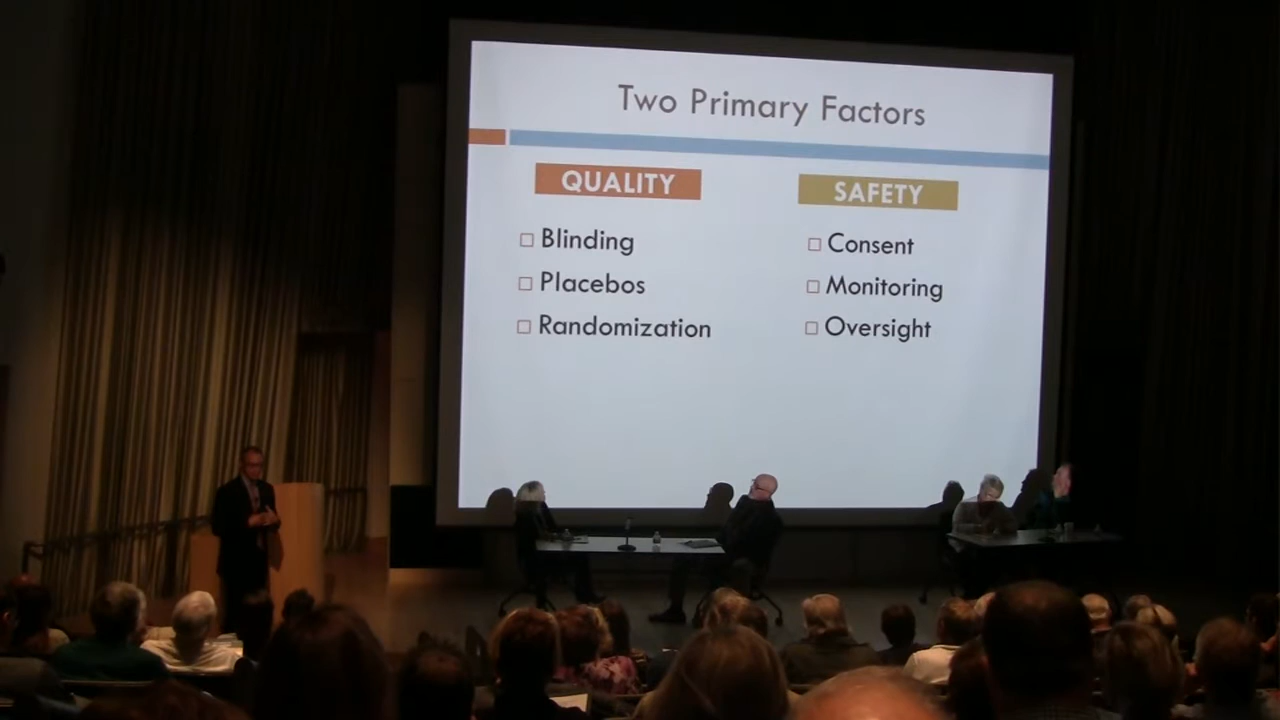 Two Primary Factors
QUALITY
Blinding
Placebos
Randomization
SAFETY
Consent
Monitoring
Oversight